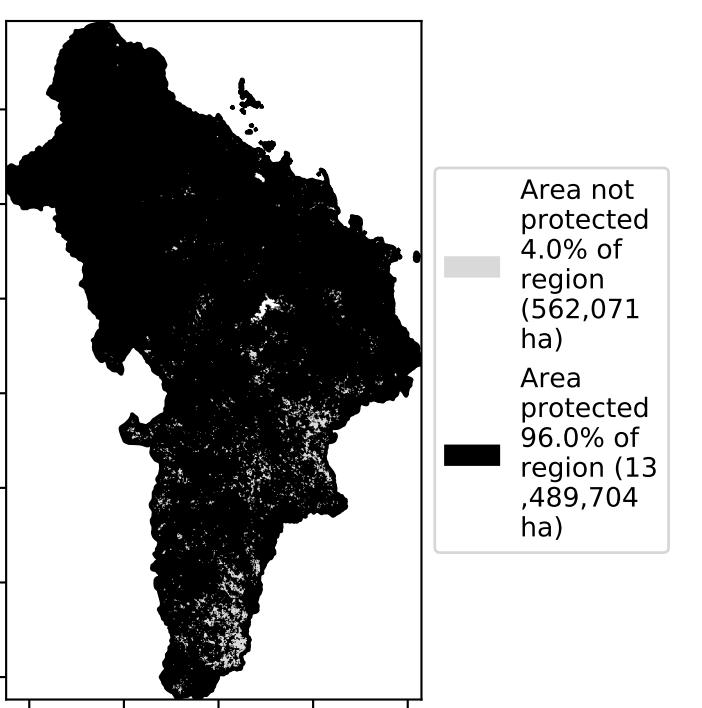 Area not
protected
4.0% of
region
(562,071
ha)
Area
protected
96.0% of
region (13
,489,704
ha)